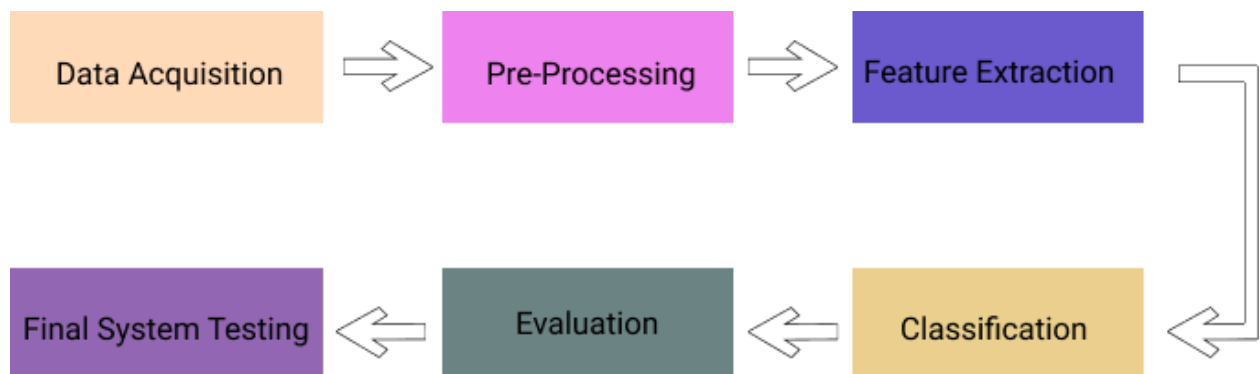 Data Acquisition
Pre-Processing
Feature Extraction
Classification
Evaluation
Final System Testing